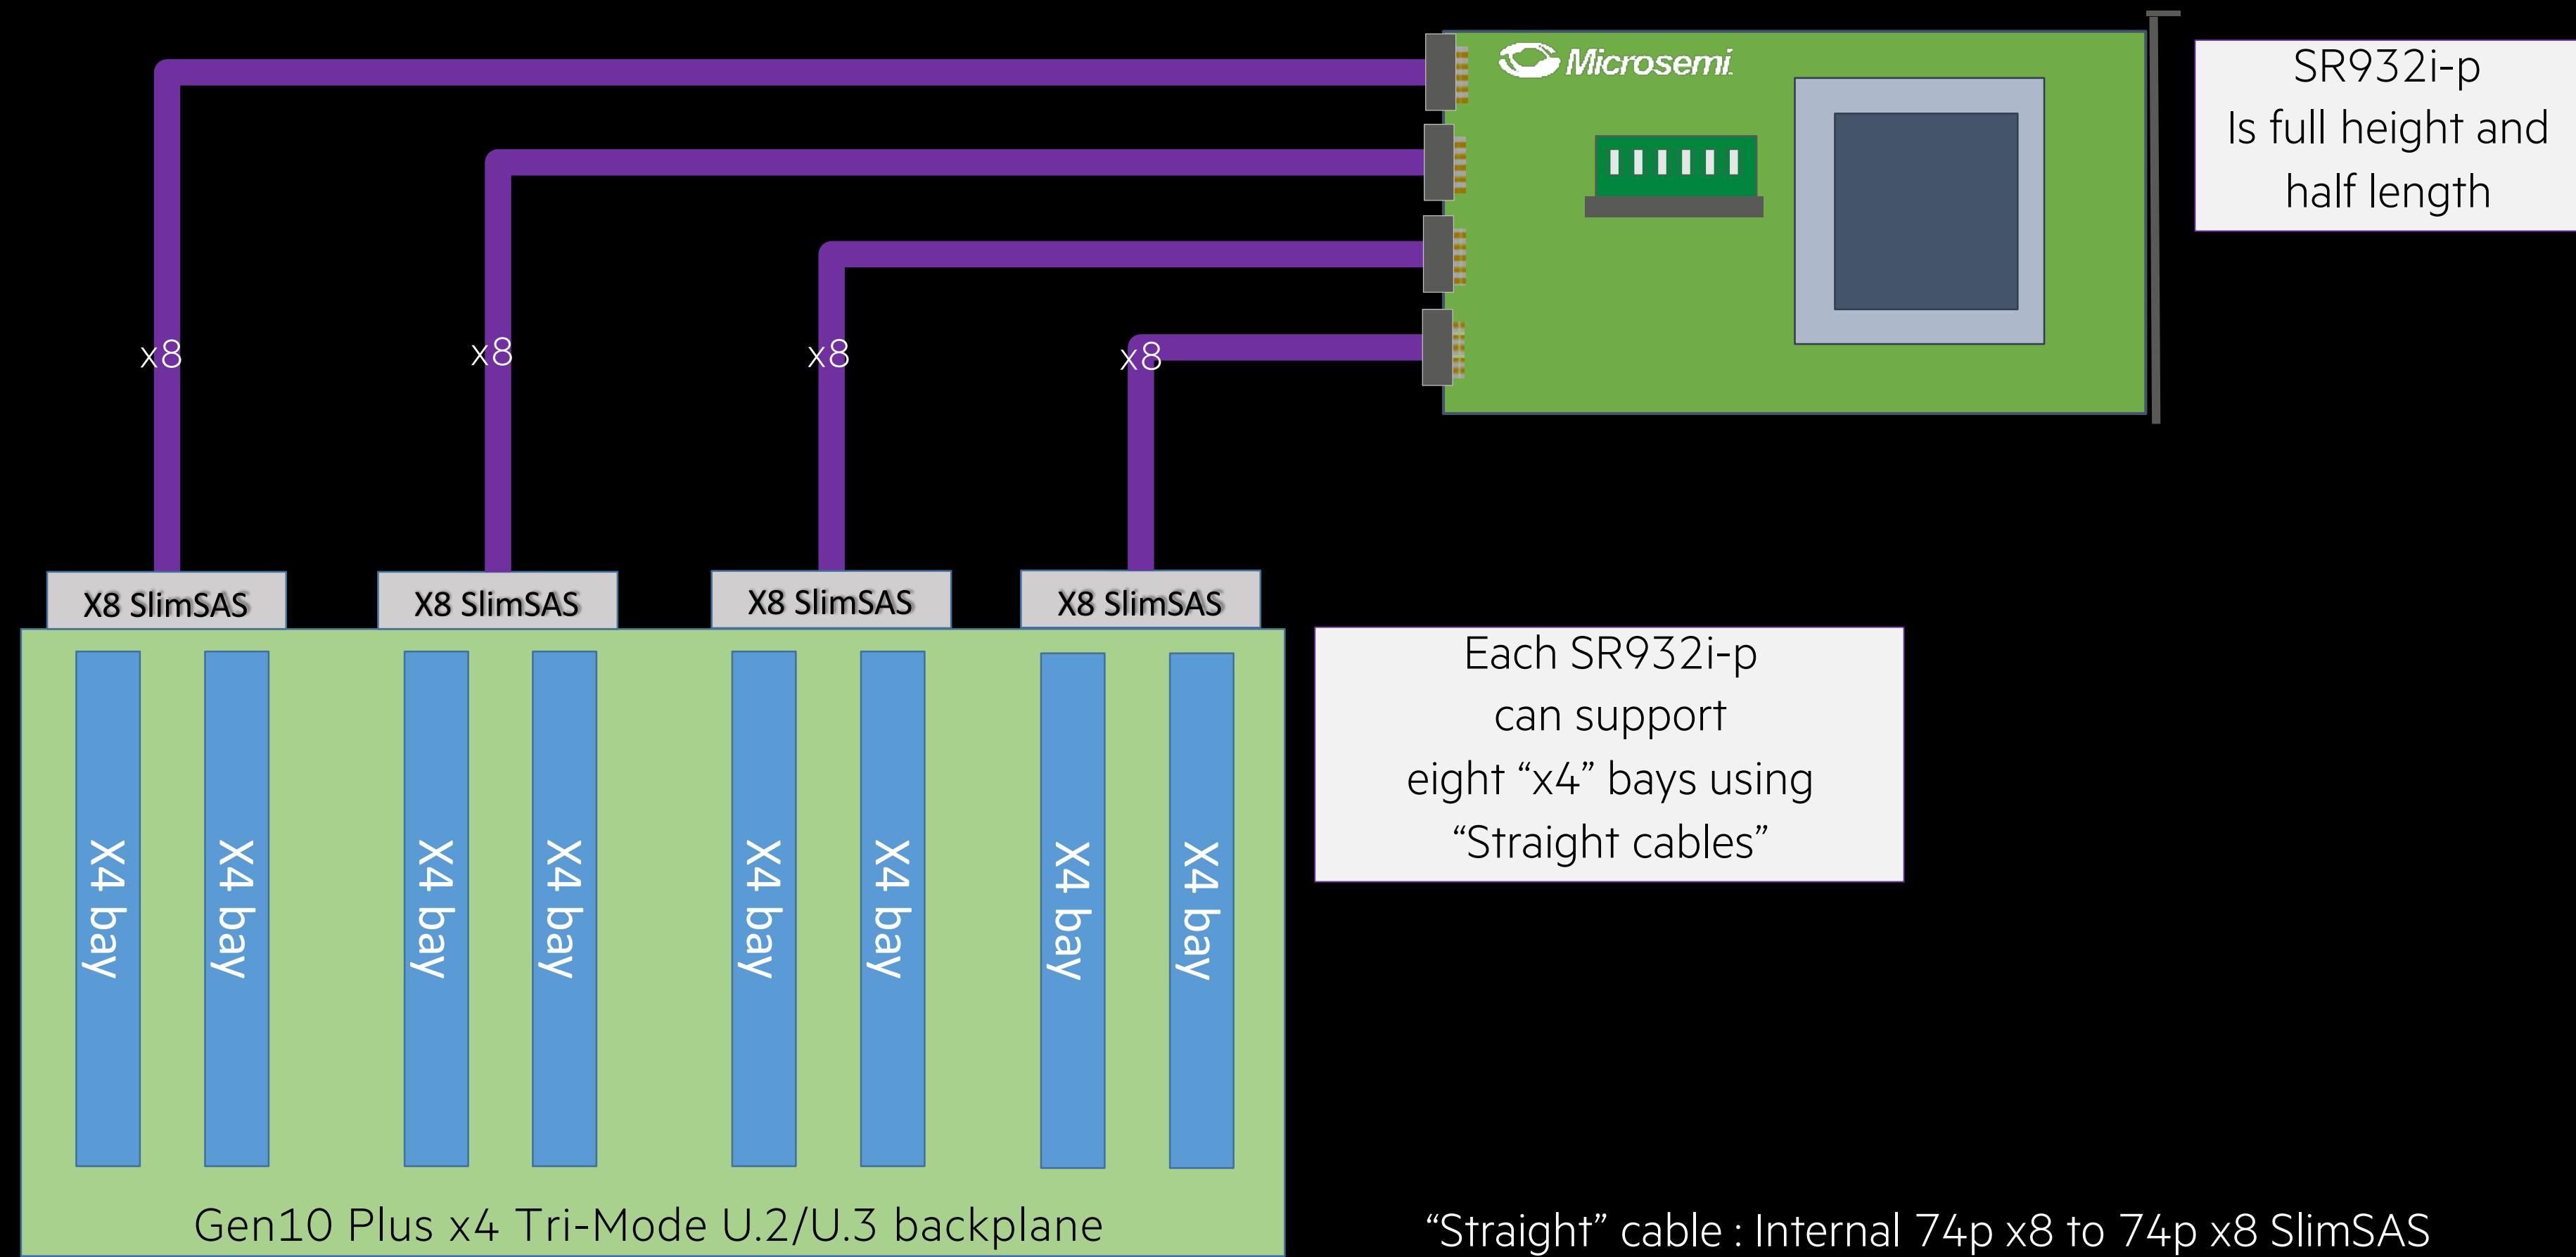 Microsemi.
SR932i-p
Is full height and
half length
x8
x8
x8
x8
X8 SlimSAS
X8 SlimSAS
X8 SlimSAS
X8 SlimSAS
Each SR932i-p
can support
eight “x4” bays using
“Straight cables”
X4 bay
X4 bay
X4 bay
X4 bay
X4 bay
X4 bay
X4 bay
X4 bay
Gen10 Plus x4 Tri-Mode U.2/U.3 backplane
“Straight” cable : Internal 74p x8 to 74p x8 SlimSAS